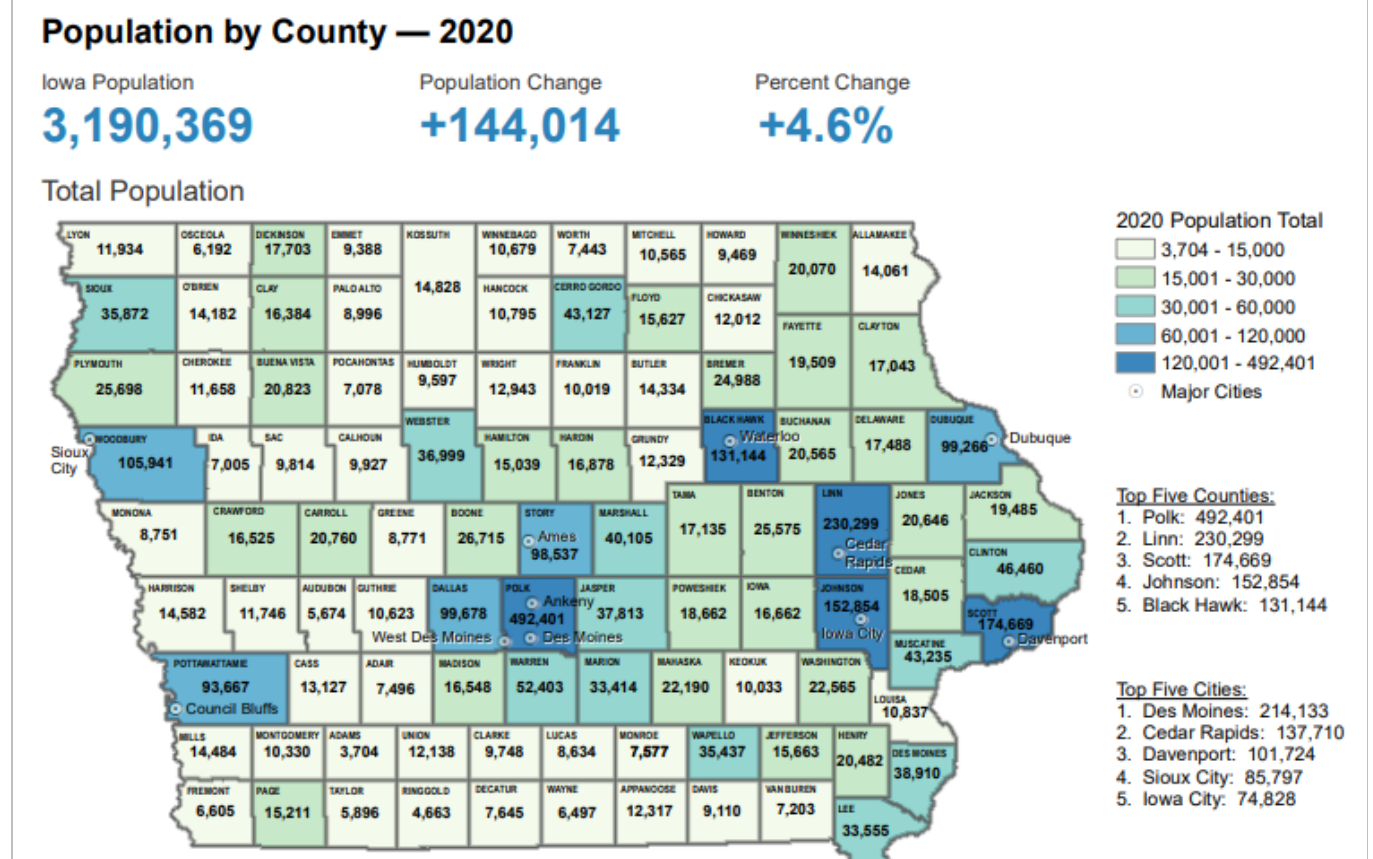 Population by County — 2020
Iowa Population Population Change Percent Change
3,190,369 +144,014 +4.6%
Total Population
2020 Population Total
3,704 - 15,000
15,001 - 30,000
30,001 - 60,000
60,001 - 120,000
120,001 - 492,401
Major Cities
LYON OSCEOLA DICKINSON EMMET KOSSUTH WINNEBAGO WORTH MITCHELL HOWARD WINNESHIEK ALLAMAKEE
11,934 6,192 17,703 9,388 14,828 10,679 7,443 10,565 9,469 20,070 14,061
SIOUX O'BRIEN CLAY PALO ALTO HANCOCK CERRO GORDO FLOYD CHICKASAW FAYETTE CLAYTON
35,872 14,182 16,384 8,996 10,795 43,127 15,627 12,012 19,509 17,043
PLYMOUTH CHEROKEE BUENA VISTA POCAHONTAS HUMBOLDT WRIGHT FRANKLIN BUTLER BREMER
25,698 11,658 20,823 7,078 9,597 12,943 10,019 14,334 24,988
WOODBURY IDA SAC CALHOUN WEBSTER HAMILTON HARDIN GRUNDY BLACK HAWK BUCHANAN DELAWARE DUBUQUE
Sioux City Waterloo Dubuque
105,941 7,005 9,814 9,927 36,999 15,039 16,878 12,329 131,144 20,565 17,488 99,266
MONONA CRAWFORD CARROLL GREENE BOONE STORY MARSHALL TAMA BENTON LINN JONES JACKSON
8,751 16,525 20,760 8,771 26,715 98,537 40,105 17,135 25,575 230,299 20,646 19,485
Ames Cedar Rapids
HARRISON SHELBY AUDUBON GUTHRIE DALLAS POLK JASPER POWESHIEK IOWA JOHNSON CEDAR CLINTON SCOTT
14,582 11,746 5,674 10,623 99,678 492,401 37,813 18,662 16,662 152,854 18,505 46,460 174,669
Ankeny West Des Moines Des Moines Iowa City Davenport
POTTAWATTAMIE CASS ADAIR MADISON WARREN MARION MAHASKA KEOKUK WASHINGTON MUSCATINE LOUISA
93,667 13,127 7,496 16,548 52,403 33,414 22,190 10,033 22,565 43,235 10,837
Council Bluffs
MILLS MONTGOMERY ADAMS UNION CLARKE LUCAS MONROE WAPELLO JEFFERSON HENRY DES MOINES
14,484 10,330 3,704 12,138 9,748 8,634 7,577 35,437 15,663 20,482 38,910
FREMONT PAGE TAYLOR RINGGOLD DECATUR WAYNE APPANOOSE DAVIS VAN BUREN LEE
6,605 15,211 5,896 4,663 7,645 6,497 12,317 9,110 7,203 33,555
Top Five Counties:
1. Polk: 492,401
2. Linn: 230,299
3. Scott: 174,669
4. Johnson: 152,854
5. Black Hawk: 131,144
Top Five Cities:
1. Des Moines: 214,133
2. Cedar Rapids: 137,710
3. Davenport: 101,724
4. Sioux City: 85,797
5. Iowa City: 74,828